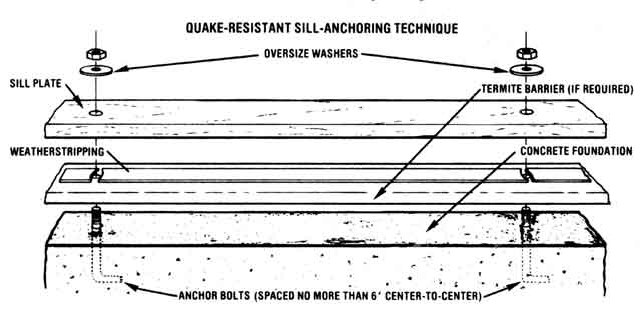 QUAKE-RESISTANT SILL-ANCHORING TECHNIQUE
OVERSIZE WASHERS
SILL PLATE
TERMITE BARRIER (IF REQUIRED)
WEATHERSTRIPPING
CONCRETE FOUNDATION
ANCHOR BOLTS (SPACED NO MORE THAN 6' CENTER-TO-CENTER)